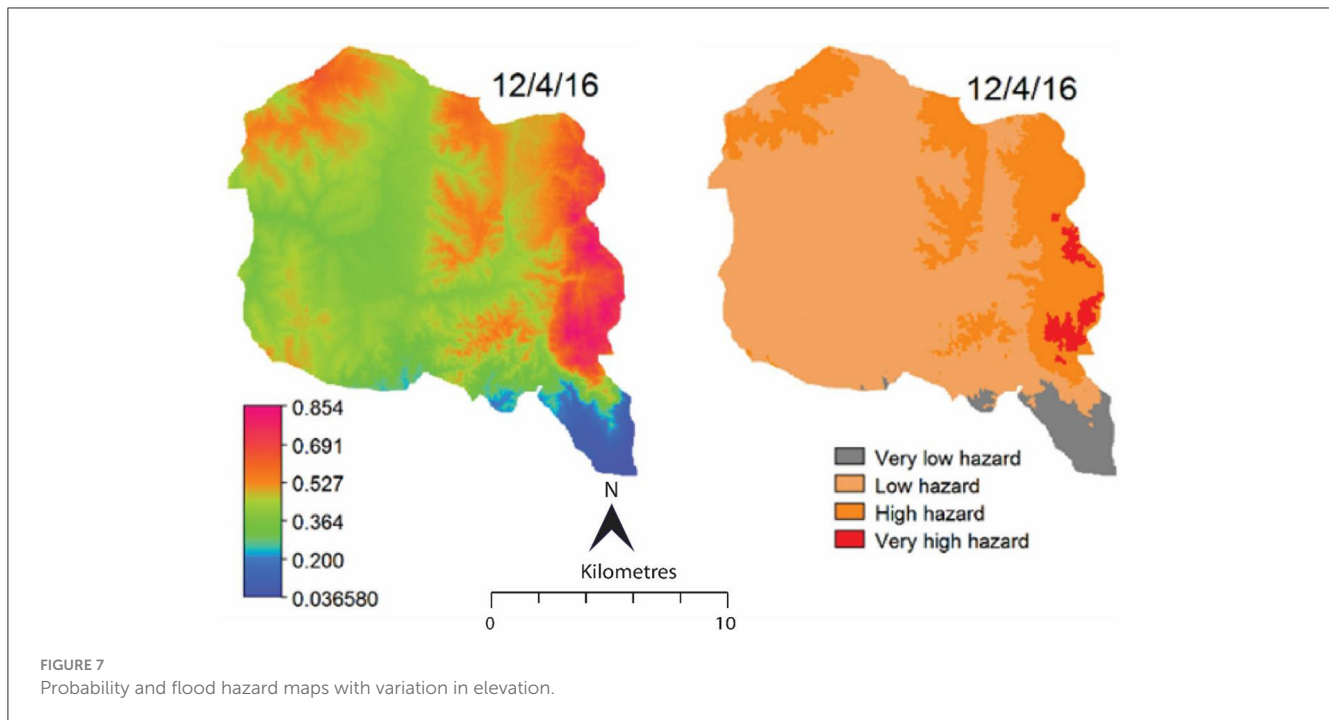 12/4/16
12/4/16
0.854
0.691
0.527
0.364
0.200
0.036580
Very low hazard
Low hazard
High hazard
Very high hazard
N
Kilometres
0 10
FIGURE 7
Probability and flood hazard maps with variation in elevation.